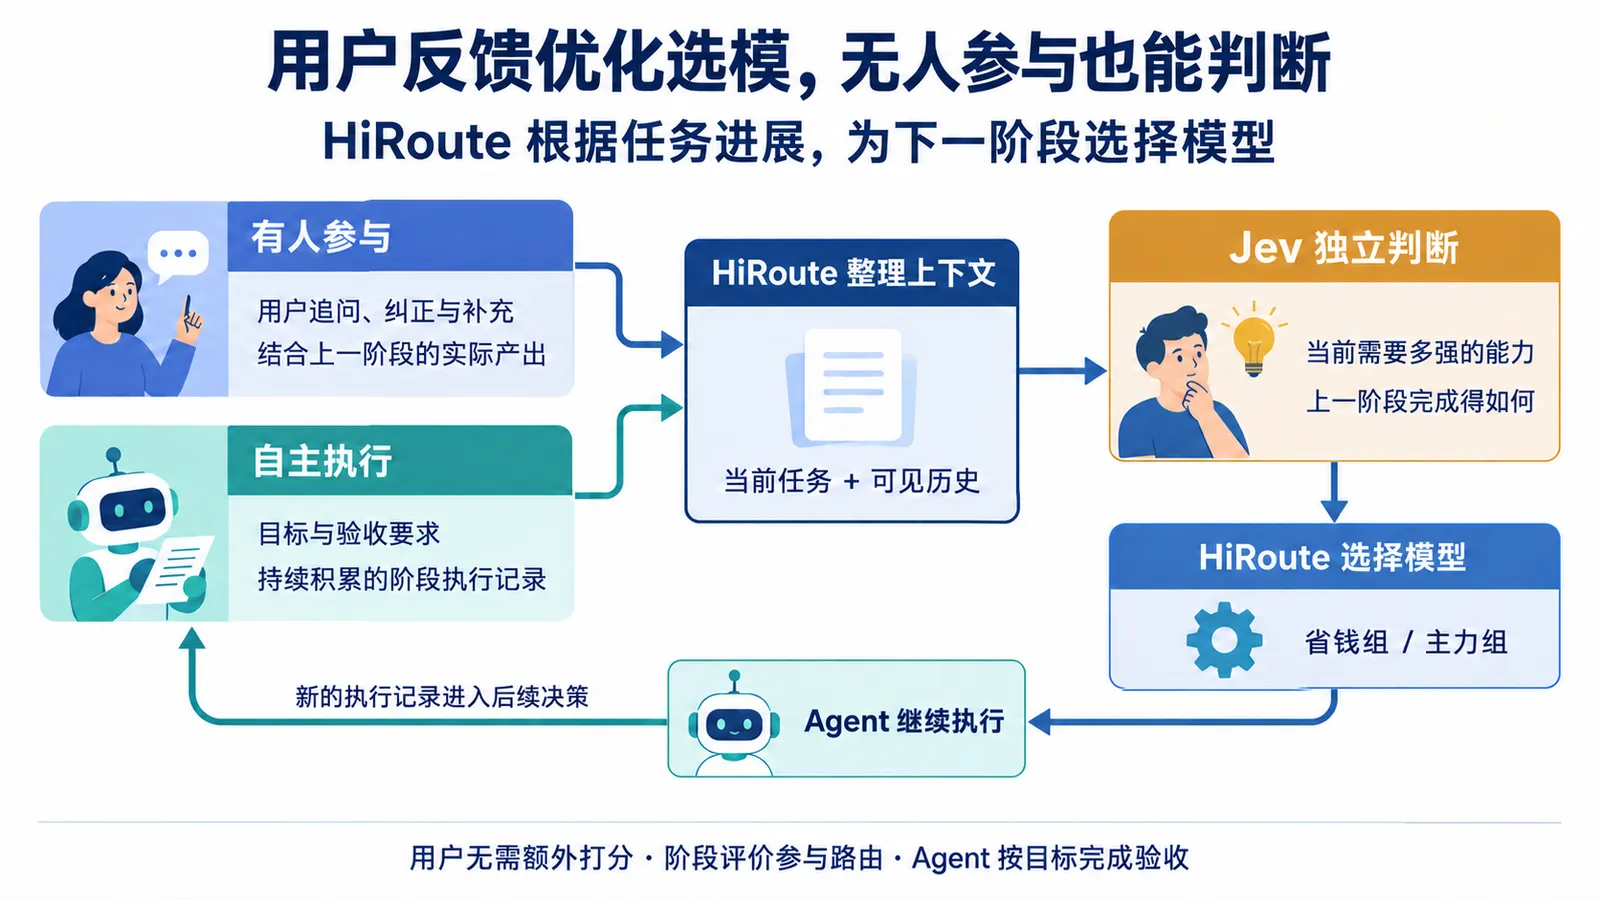 用户反馈优化选模，无人参与也能判断
HiRoute 根据任务进展，为下一阶段选择模型
有人参与
用户追问、纠正与补充
结合上一阶段的实际产出
自主执行
目标与验收要求
持续积累的阶段执行记录
HiRoute 整理上下文
当前任务 + 可见历史
Jev 独立判断
当前需要多强的能力
上一阶段完成得如何
HiRoute 选择模型
省钱组 / 主力组
Agent 继续执行
新的执行记录进入后续决策
用户无需额外打分 · 阶段评价参与路由 · Agent 按目标完成验收